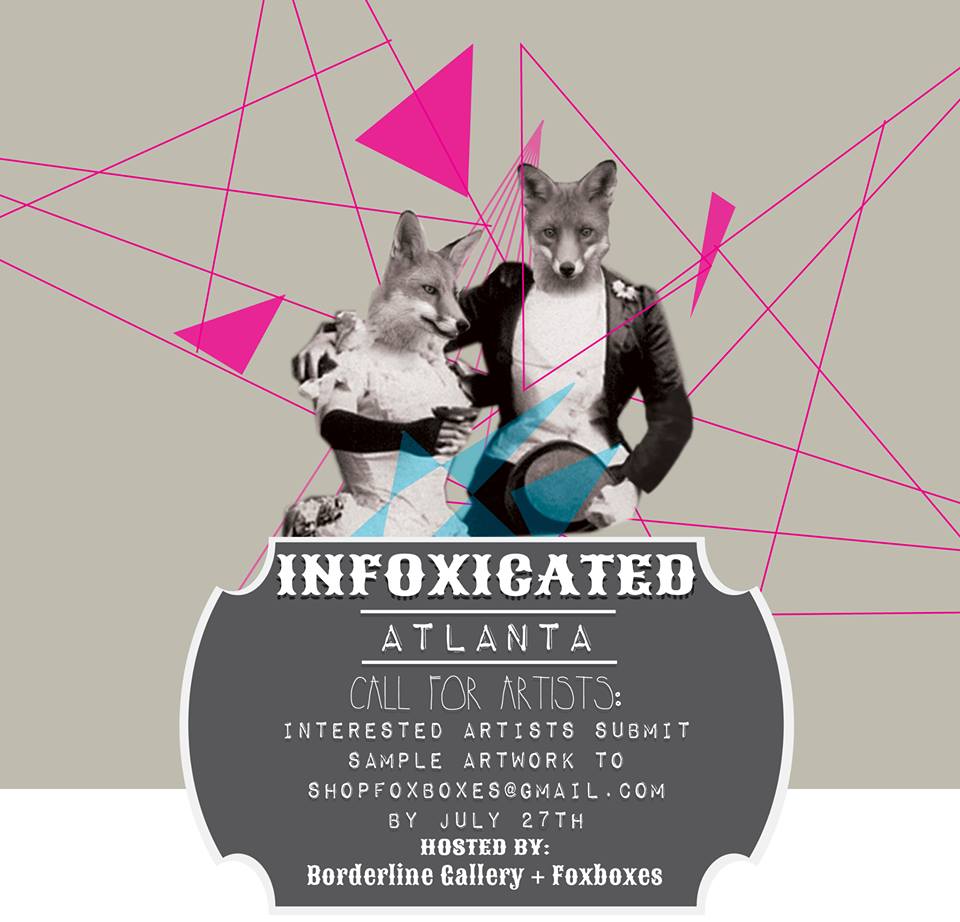 INFOXICATED
ATLANTA
CALL FOR ARTISTS:
INTERESTED ARTISTS SUBMIT
SAMPLE ARTWORK TO
SHOPFOXBOXES@GMAIL.COM
BY JULY 27TH
HOSTED BY:
Borderline Gallery + Foxboxes